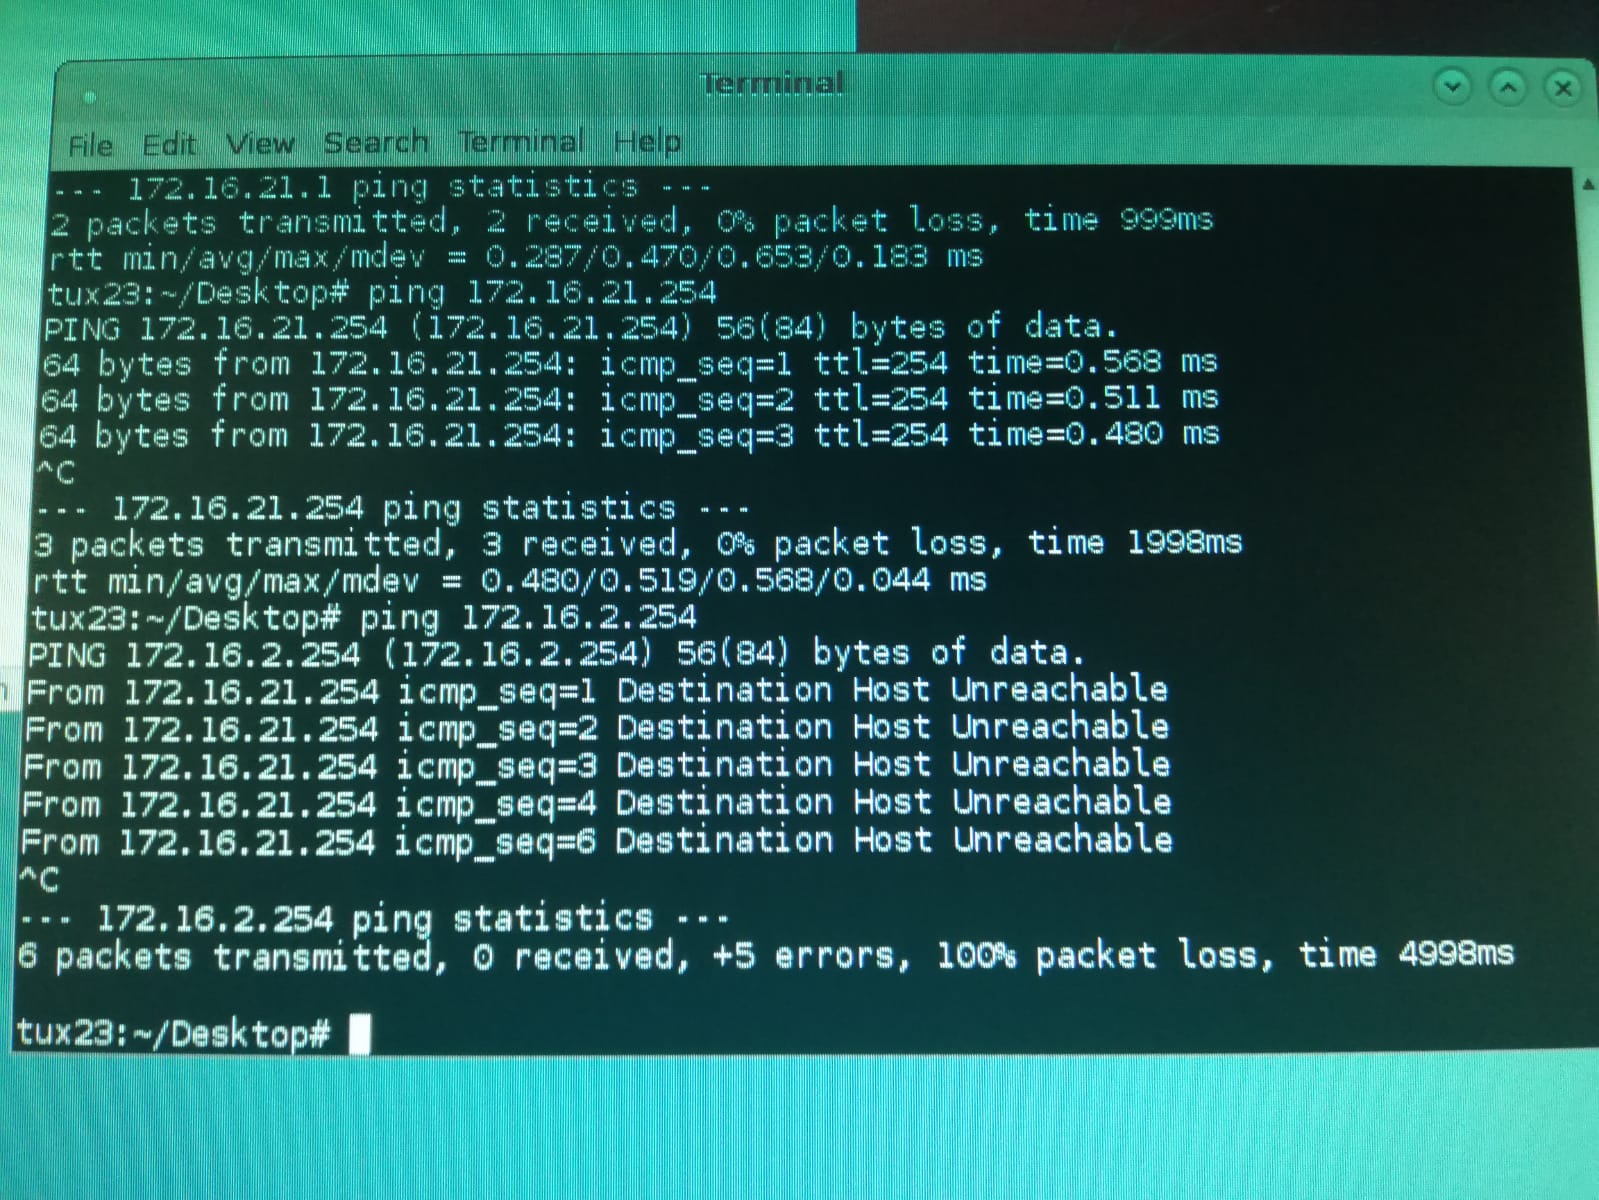 Terminal
File Edit View Search Terminal Help
--- 172.16.21.1 ping statistics ---
2 packets transmitted, 2 received, 0% packet loss, time 999ms
rtt min/avg/max/mdev = 0.287/0.470/0.653/0.183 ms
tux23:~/Desktop# ping 172.16.21.254
PING 172.16.21.254 (172.16.21.254) 56(84) bytes of data.
64 bytes from 172.16.21.254: icmp_seq=1 ttl=254 time=0.568 ms
64 bytes from 172.16.21.254: icmp_seq=2 ttl=254 time=0.511 ms
64 bytes from 172.16.21.254: icmp_seq=3 ttl=254 time=0.480 ms
^C
--- 172.16.21.254 ping statistics ---
3 packets transmitted, 3 received, 0% packet loss, time 1998ms
rtt min/avg/max/mdev = 0.480/0.519/0.568/0.044 ms
tux23:~/Desktop# ping 172.16.2.254
PING 172.16.2.254 (172.16.2.254) 56(84) bytes of data.
From 172.16.21.254 icmp_seq=1 Destination Host Unreachable
From 172.16.21.254 icmp_seq=2 Destination Host Unreachable
From 172.16.21.254 icmp_seq=3 Destination Host Unreachable
From 172.16.21.254 icmp_seq=4 Destination Host Unreachable
From 172.16.21.254 icmp_seq=6 Destination Host Unreachable
^C
--- 172.16.2.254 ping statistics ---
6 packets transmitted, 0 received, +5 errors, 100% packet loss, time 4998ms
tux23:~/Desktop#